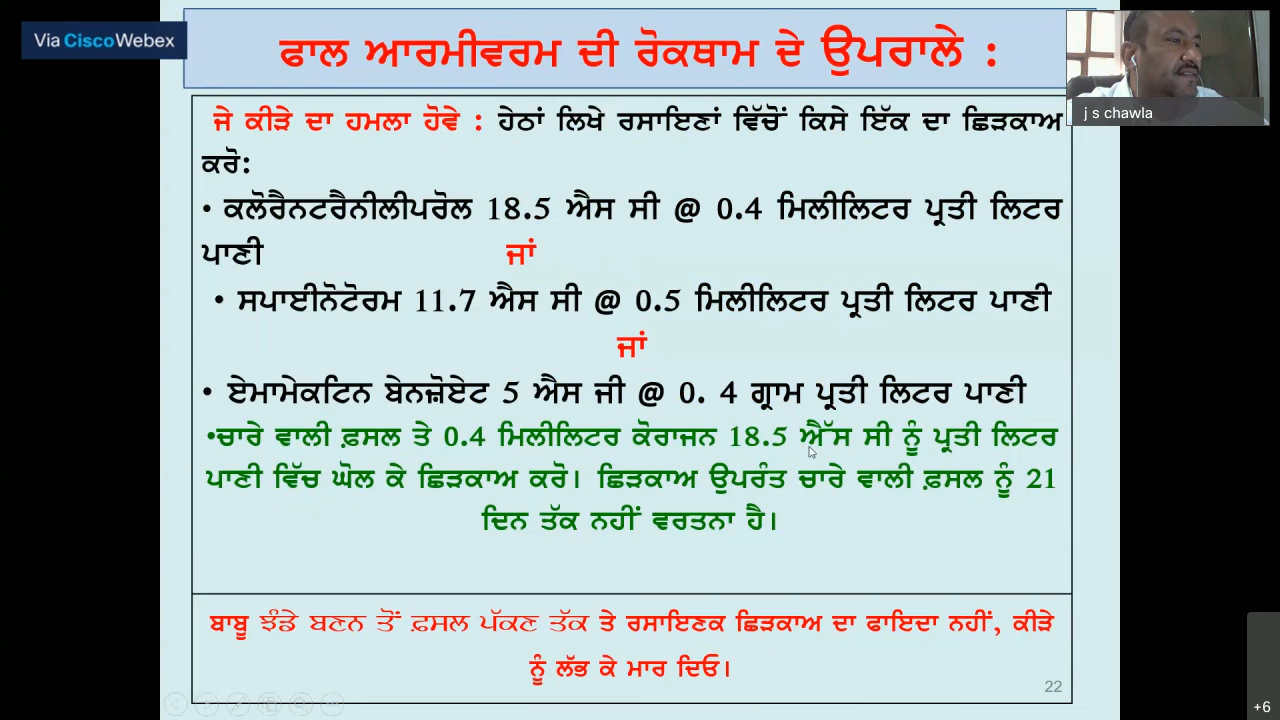 Via Cisco Webex
ਫਾਲ ਆਰਮੀਵਰਮ ਦੀ ਰੋਕਥਾਮ ਦੇ ਉਪਰਾਲੇ :
j s chawla
ਜੇ ਕੀੜੇ ਦਾ ਹਮਲਾ ਹੋਵੇ : ਹੇਠਾਂ ਲਿਖੇ ਰਸਾਇਣਾਂ ਵਿੱਚੋਂ ਕਿਸੇ ਇੱਕ ਦਾ ਛਿੜਕਾਅ
ਕਰੋ:
• ਕਲੋਰੈਨਟਰੈਨੀਲੀਪਰੋਲ 18.5 ਐਸ ਸੀ @ 0.4 ਮਿਲੀਲਿਟਰ ਪ੍ਰਤੀ ਲਿਟਰ
ਪਾਣੀ ਜਾਂ
• ਸਪਾਈਨੋਟੋਰਮ 11.7 ਐਸ ਸੀ @ 0.5 ਮਿਲੀਲਿਟਰ ਪ੍ਰਤੀ ਲਿਟਰ ਪਾਣੀ
ਜਾਂ
• ਏਮਾਮੇਕਟਿਨ ਬੇਨਜ਼ੋਏਟ 5 ਐਸ ਜੀ @ 0. 4 ਗ੍ਰਾਮ ਪ੍ਰਤੀ ਲਿਟਰ ਪਾਣੀ
•ਚਾਰੇ ਵਾਲੀ ਫ਼ਸਲ ਤੇ 0.4 ਮਿਲੀਲਿਟਰ ਕੋਰਾਜਨ 18.5 ਐੱਸ ਸੀ ਨੂੰ ਪ੍ਰਤੀ ਲਿਟਰ
ਪਾਣੀ ਵਿੱਚ ਘੋਲ ਕੇ ਛਿੜਕਾਅ ਕਰੋ। ਛਿੜਕਾਅ ਉਪਰੰਤ ਚਾਰੇ ਵਾਲੀ ਫ਼ਸਲ ਨੂੰ 21
ਦਿਨ ਤੱਕ ਨਹੀਂ ਵਰਤਨਾ ਹੈ।
ਬਾਬੂ ਝੰਡੇ ਬਣਨ ਤੋਂ ਫ਼ਸਲ ਪੱਕਣ ਤੱਕ ਤੇ ਰਸਾਇਣਕ ਛਿੜਕਾਅ ਦਾ ਫਾਇਦਾ ਨਹੀਂ, ਕੀੜੇ
ਨੂੰ ਲੱਭ ਕੇ ਮਾਰ ਦਿਓ।
22
+6